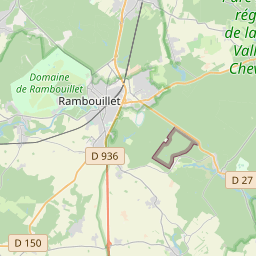 Parc
rég
de la
Vall
Chev
Domaine
de Rambouillet
Rambouillet
D 936
D 27
D 150